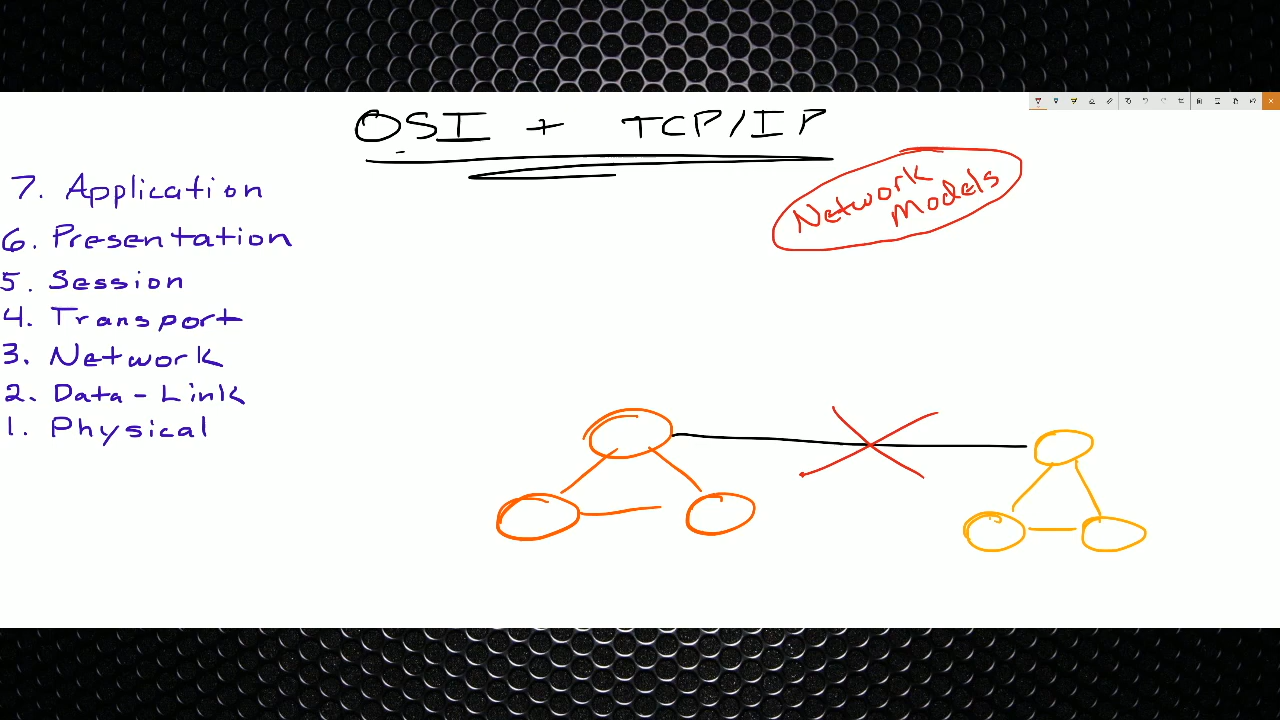 OSI + TCP/IP
Network
Models
7. Application
6. Presentation
5. Session
4. Transport
3. Network
2. Data-Link
1. Physical